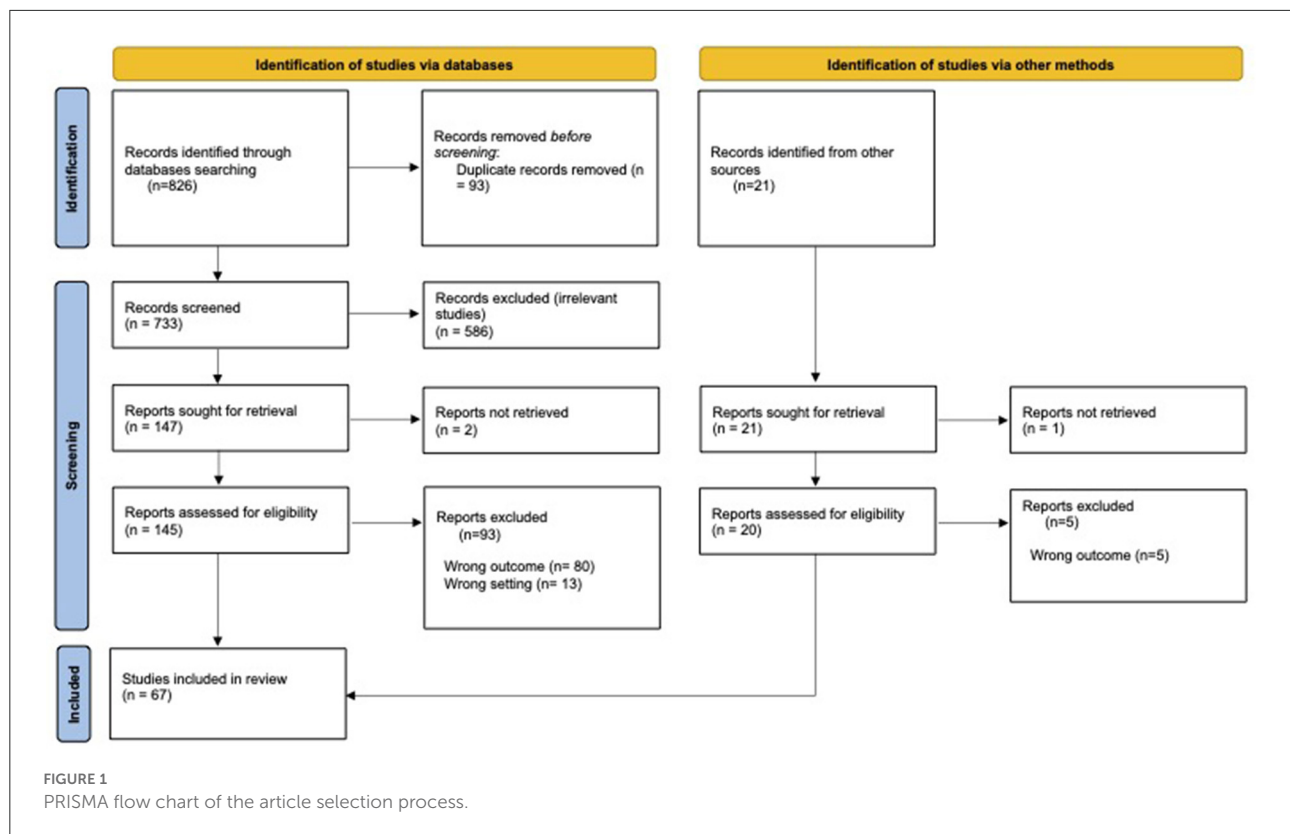 Identification of studies via databases
Identification of studies via other methods
Identification
Records identified through
databases searching
(n=826)
Records removed before
screening:
Duplicate records removed (n
= 93)
Records identified from other
sources
(n=21)
Screening
Records screened
(n = 733)
Records excluded (irrelevant
studies)
(n = 586)
Reports sought for retrieval
(n = 147)
Reports not retrieved
(n = 2)
Reports sought for retrieval
(n = 21)
Reports not retrieved
(n = 1)
Reports assessed for eligibility
(n = 145)
Reports excluded
(n=93)
Wrong outcome (n= 80)
Wrong setting (n= 13)
Reports assessed for eligibility
(n = 20)
Reports excluded
(n=5)
Wrong outcome (n=5)
Included
Studies included in review
(n = 67)
FIGURE 1
PRISMA flow chart of the article selection process.